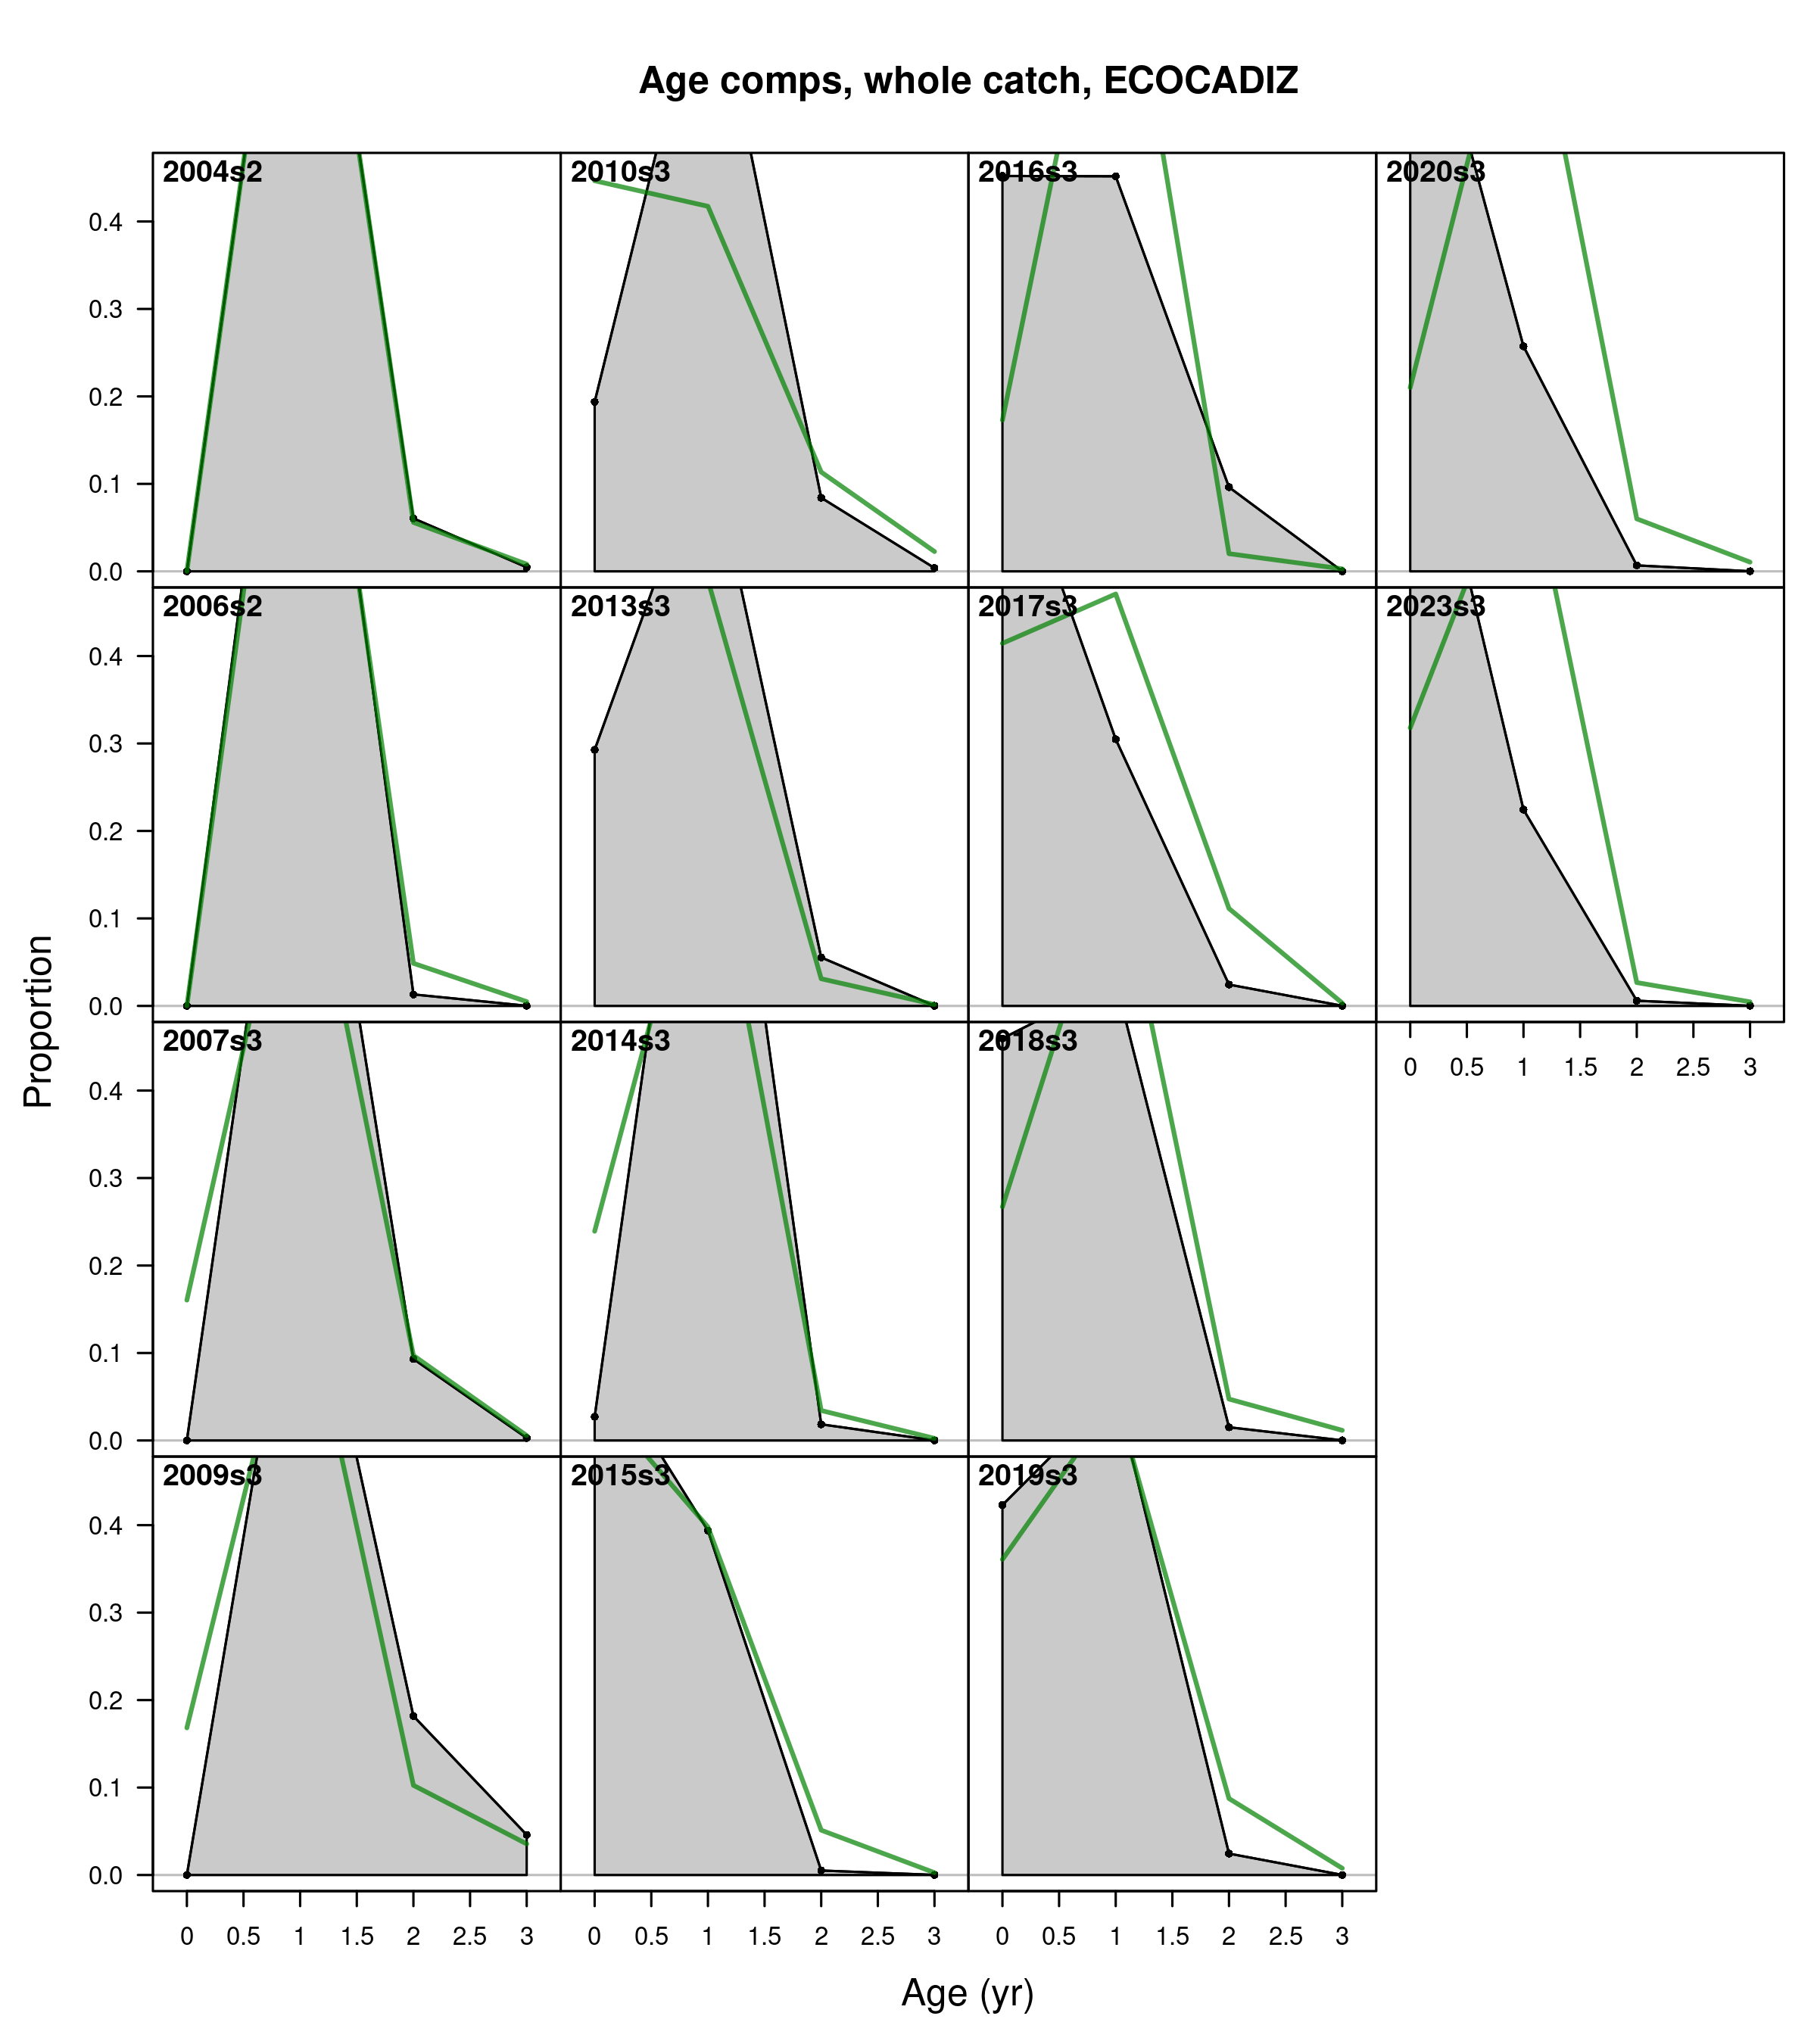 Age comps, whole catch, ECOCADIZ
2004s2 2010s3 2016s3 2020s3
0.4
0.3
0.2
0.1
0.0
2006s2 2013s3 2017s3 2023s3
0.4
0.3
0.2
0.1
0.0
0 0.5 1 1.5 2 2.5 3
2007s3 2014s3 2018s3
0.4
0.3
0.2
0.1
0.0
2009s3 2015s3 2019s3
0.4
0.3
0.2
0.1
0.0
0 0.5 1 1.5 2 2.5 3 0 0.5 1 1.5 2 2.5 3 0 0.5 1 1.5 2 2.5 3
Proportion
Age (yr)